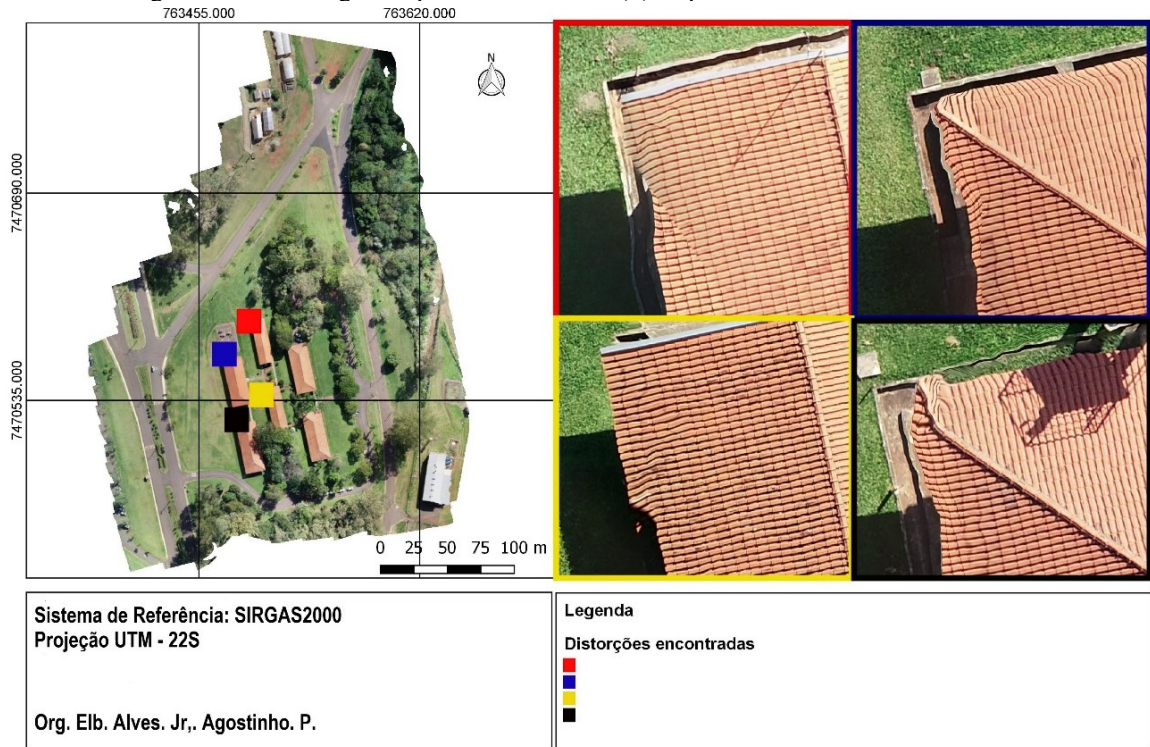 763455.000
763620.000
N
7470690.000
7470535.000
0 25 50 75 100 m
Sistema de Referência: SIRGAS2000
Projeção UTM - 22S
Org. Elb. Alves. Jr,. Agostinho. P.
Legenda
Distorções encontradas